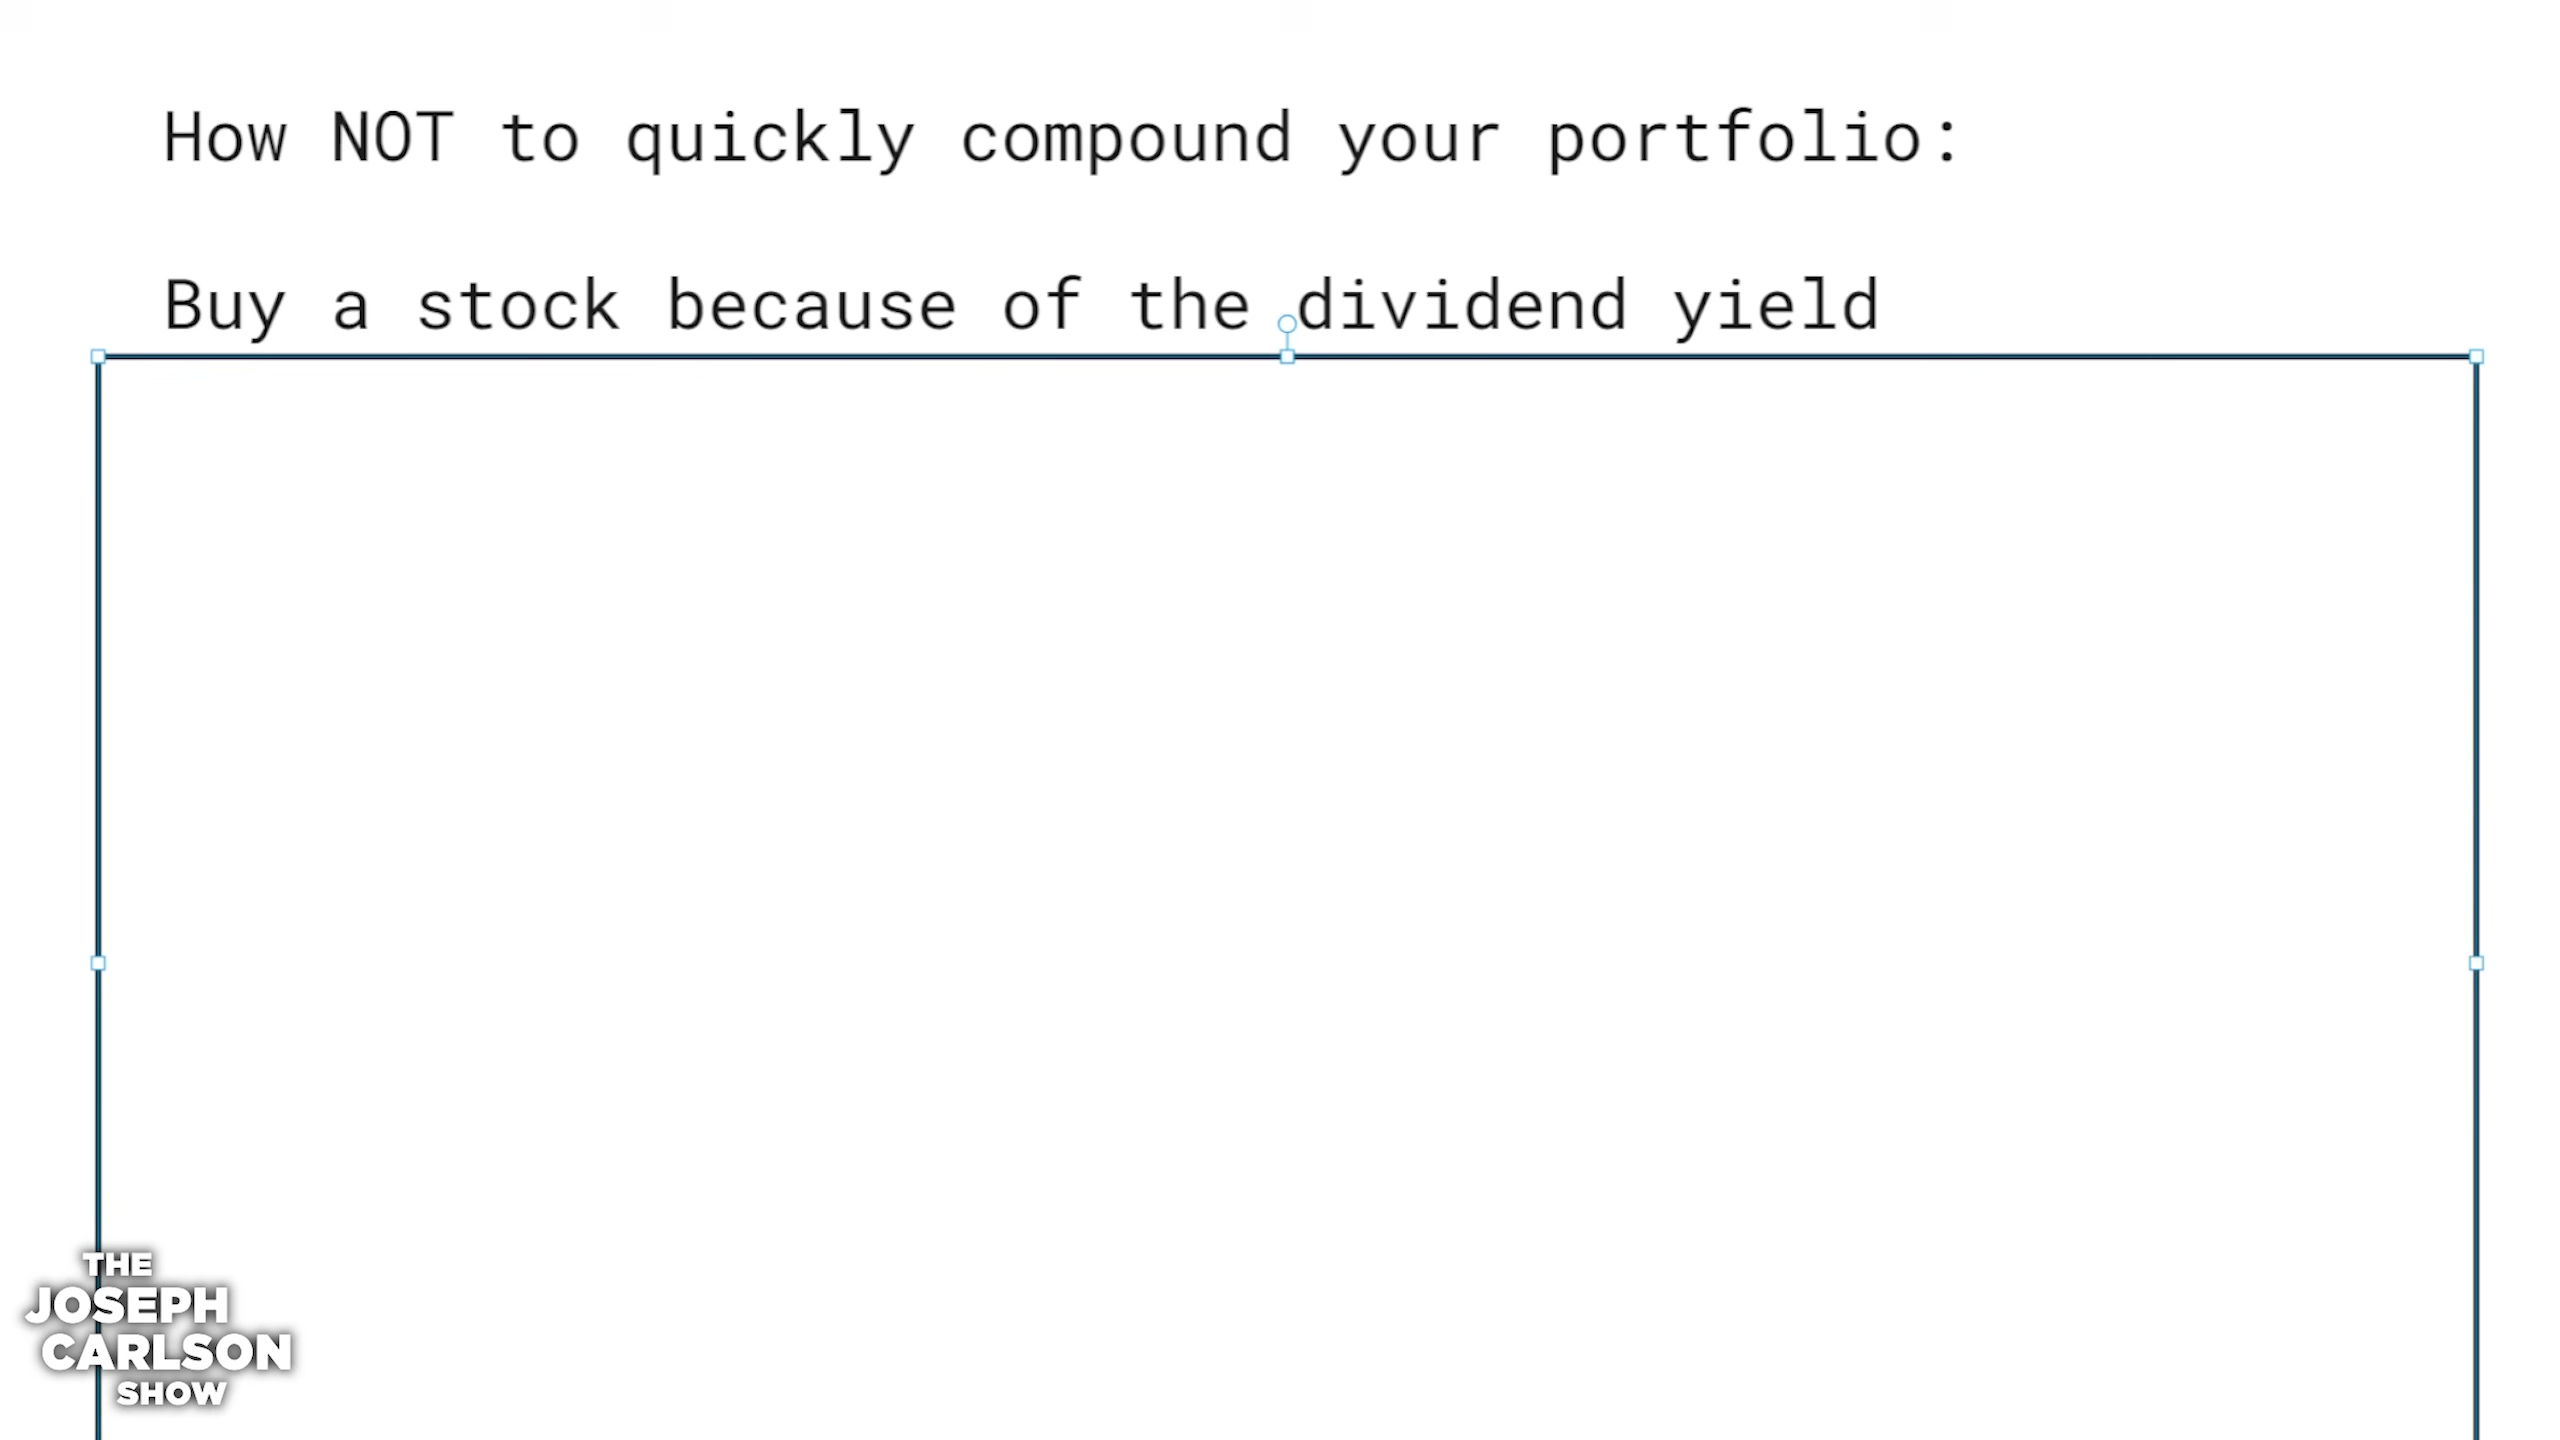 How NOT to quickly compound your portfolio:
Buy a stock because of the dividend yield
THE
JOSEPH
CARLSON
SHOW